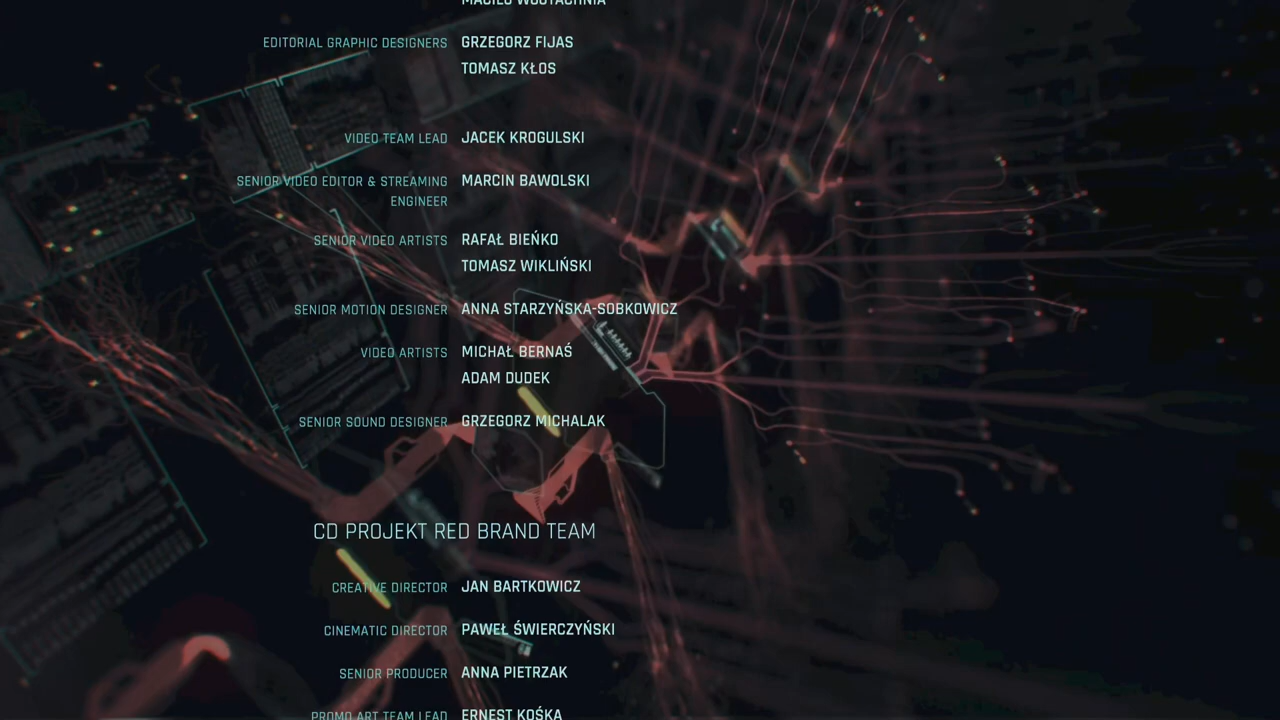 EDITORIAL GRAPHIC DESIGNERS GRZEGORZ FIJAS
TOMASZ KŁOS
VIDEO TEAM LEAD JACEK KROGULSKI
SENIOR VIDEO EDITOR & STREAMING MARCIN BAWOLSKI
ENGINEER
SENIOR VIDEO ARTISTS RAFAŁ BIEŃKO
TOMASZ WIKLIŃSKI
SENIOR MOTION DESIGNER ANNA STARZYŃSKA-SOBKOWICZ
VIDEO ARTISTS MICHAŁ BERNAŚ
ADAM DUDEK
SENIOR SOUND DESIGNER GRZEGORZ MICHALAK
CD PROJEKT RED BRAND TEAM
CREATIVE DIRECTOR JAN BARTKOWICZ
CINEMATIC DIRECTOR PAWEŁ ŚWIERCZYŃSKI
SENIOR PRODUCER ANNA PIETRZAK
PROMO ART TEAM LEAD ERNEST KOŚKA